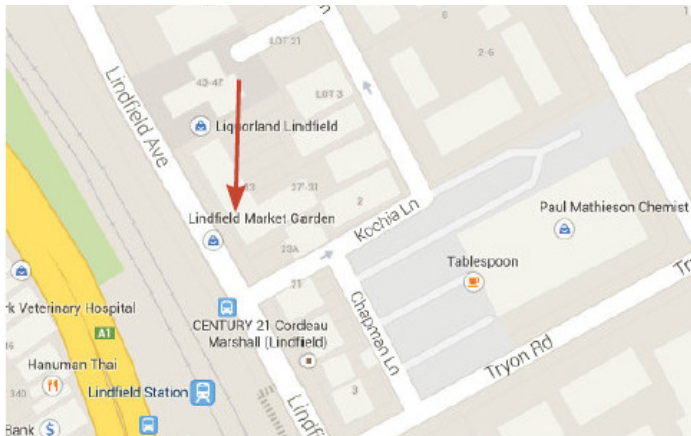 LOT 21
2-6
Lindfield Ave
LOT 3
Liquorland Lindfield
27-31
2
Lindfield Market Garden
Kochia Ln
Paul Mathieson Chemist
23A
Tablespoon
21
rk Veterinary Hospital
CENTURY 21 Cordeau
Marshall (Lindfield)
Chapman Ln
A1
Tryon Rd
Hanuman Thai
340
Lindfield Station
3
Bank
$
Lindfi